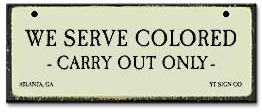 WE SERVE COLORED
- CARRY OUT ONLY -
ATLANTA, GA YT SIGN CO